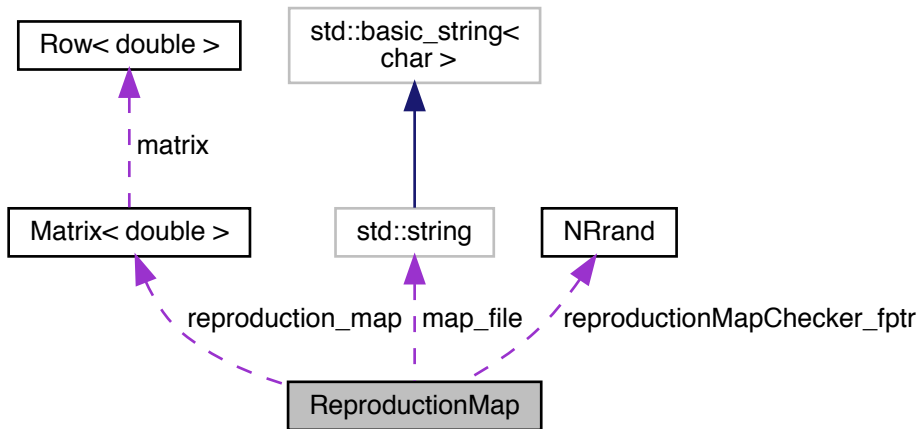 Row< double >
std::basic_string<
char >
matrix
Matrix< double >
std::string
NRrand
reproduction_map
map_file
reproductionMapChecker_fptr
ReproductionMap